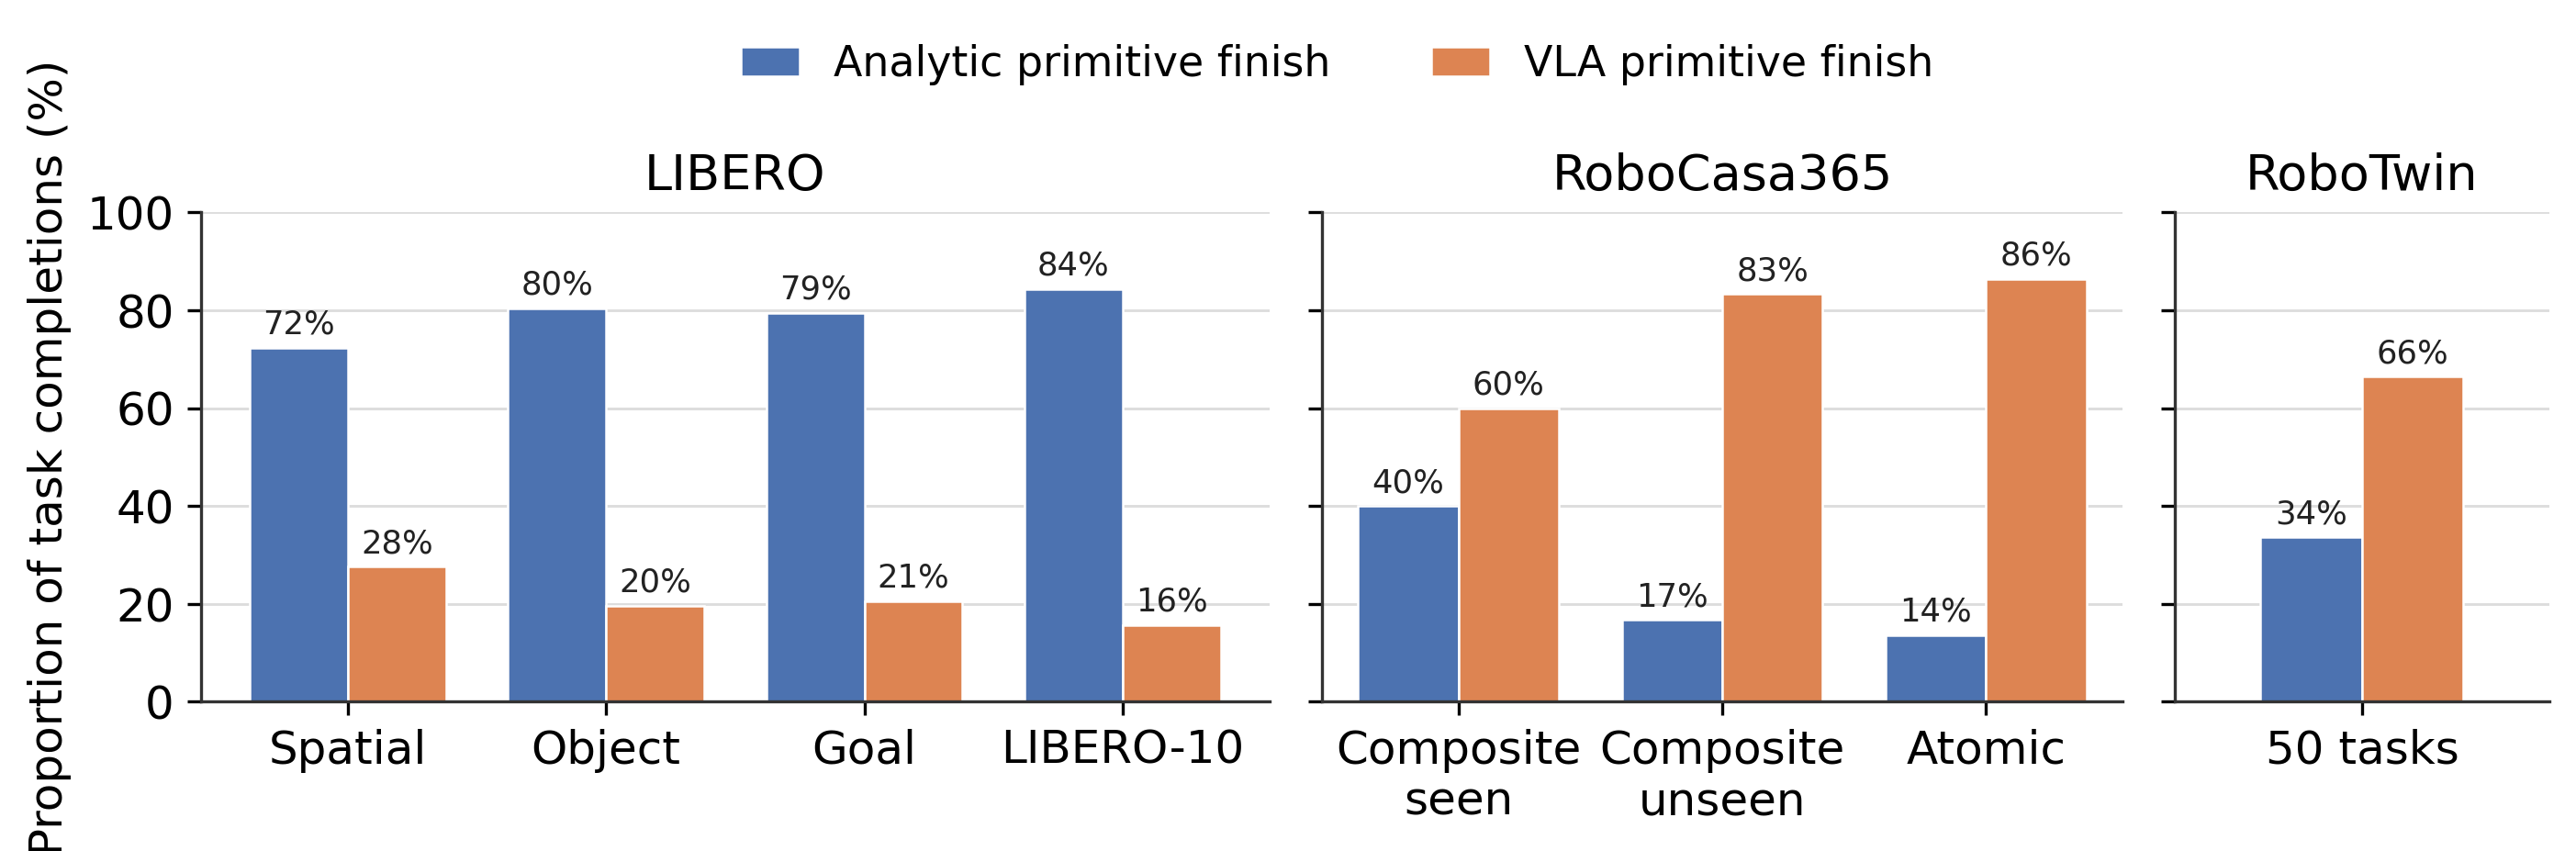 Analytic primitive finish
VLA primitive finish
Proportion of task completions (%)
LIBERO
100
80
60
40
20
0
72%
28%
80%
20%
79%
21%
84%
16%
Spatial
Object
Goal
LIBERO-10
RoboCasa365
40%
60%
17%
83%
14%
86%
Composite
seen
Composite
unseen
Atomic
RoboTwin
34%
66%
50 tasks